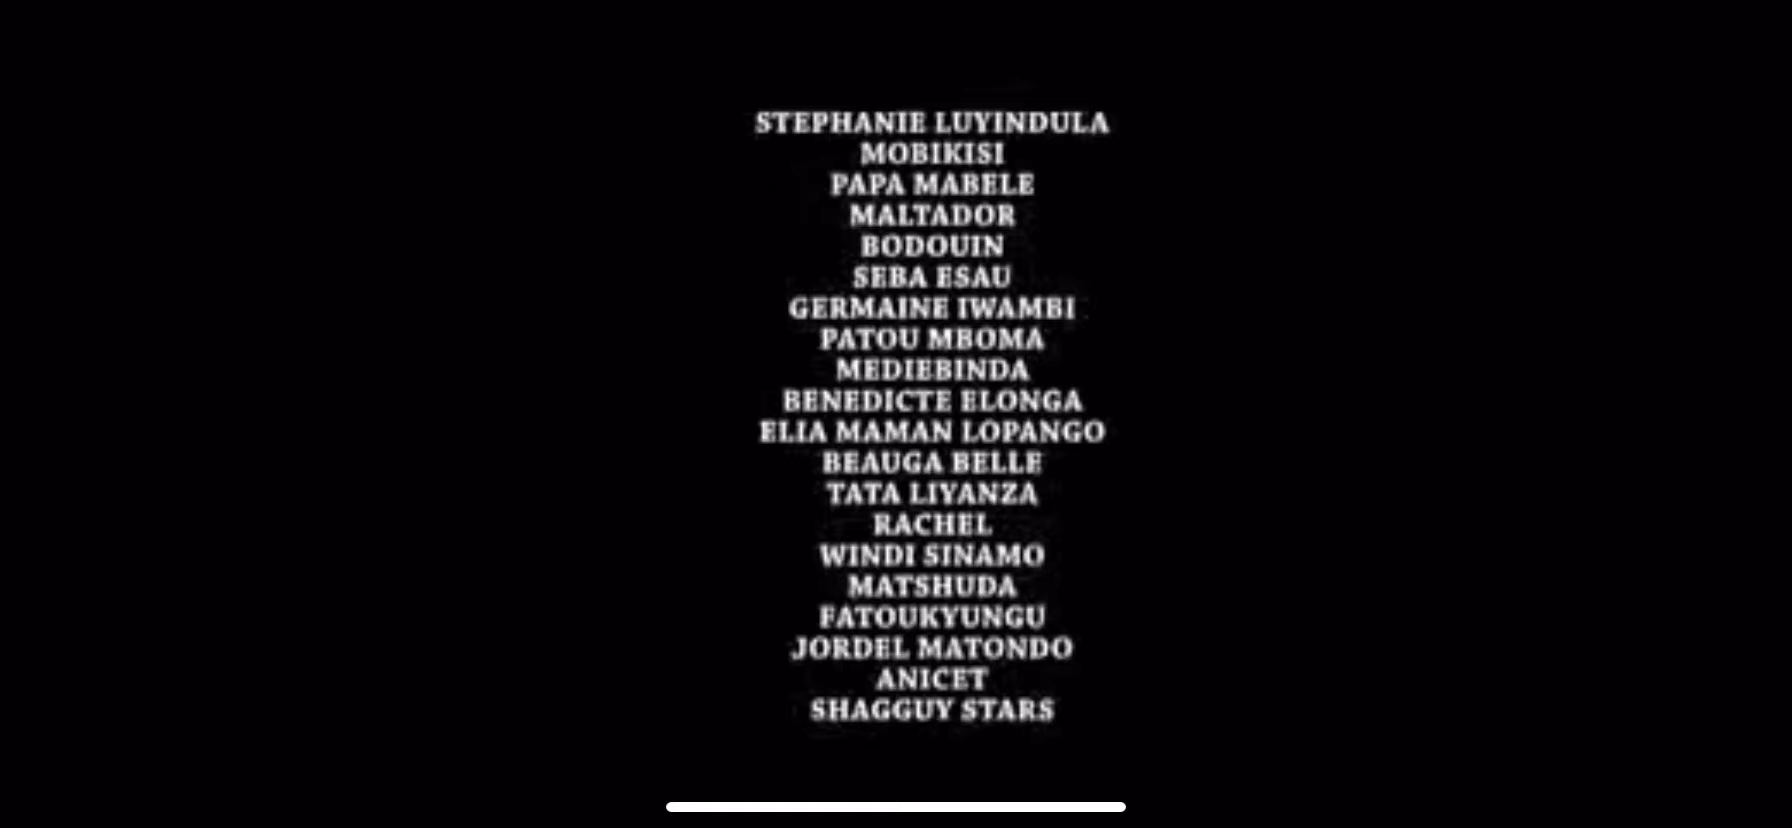 STEPHANIE LUYINDULA
MOBIKISI
PAPA MABELE
MALTADOR
BODOUIN
SEBA ESAU
GERMAINE IWAMBI
PATOU MBOMA
MEDIEBINDA
BENEDICTE ELONGA
ELIA MAMAN LOPANGO
BEAUGA BELLE
TATA LIYANZA
RACHEL
WINDI SINAMO
MATSHUDA
FATOUKYUNGU
JORDEL MATONDO
ANICET
SHAGGUY STARS